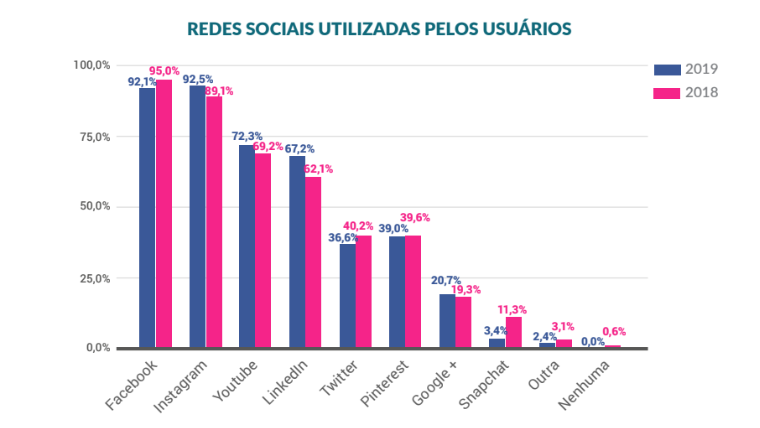 REDES SOCIAIS UTILIZADAS PELOS USUÁRIOS
2019
2018
100,0%
75,0%
50,0%
25,0%
0,0%
92,1% 95,0%
92,5% 89,1%
72,3% 69,2%
67,2% 62,1%
36,6% 40,2%
39,0% 39,6%
20,7% 19,3%
3,4% 11,3%
2,4% 3,1%
0,0% 0,6%
Facebook
Instagram
Youtube
LinkedIn
Twitter
Pinterest
Google +
Snapchat
Outra
Nenhuma